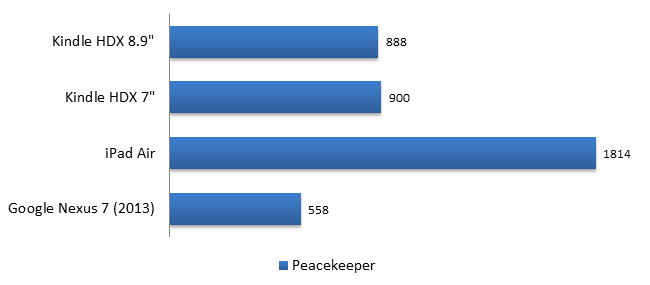 Kindle HDX 8.9" 888
Kindle HDX 7" 900
iPad Air 1814
Google Nexus 7 (2013) 558
Peacekeeper